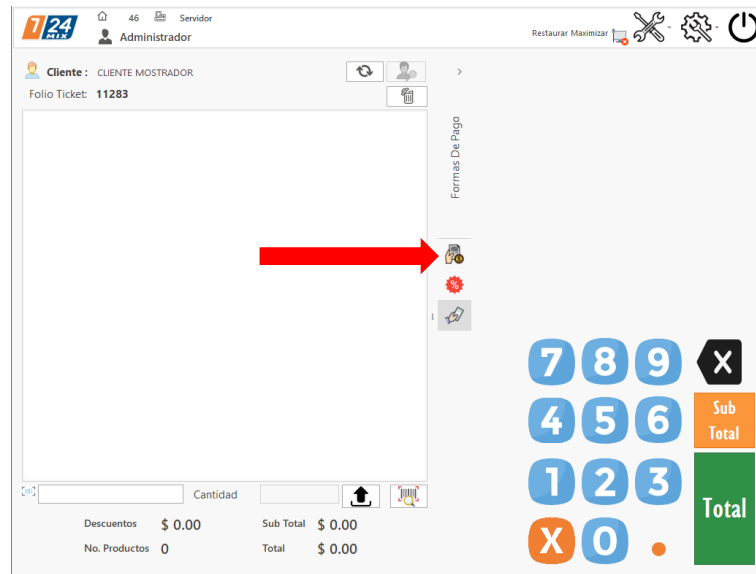 7 24
MIX
46 Servidor
Administrador
Restaurar Maximizar
Cliente : CLIENTE MOSTRADOR
Folio Ticket: 11283
Formas De Pago
%
7 8 9 X
4 5 6 Sub Total
1 2 3
Total
X 0 .
Cantidad
Descuentos $ 0.00 Sub Total $ 0.00
No. Productos 0 Total $ 0.00